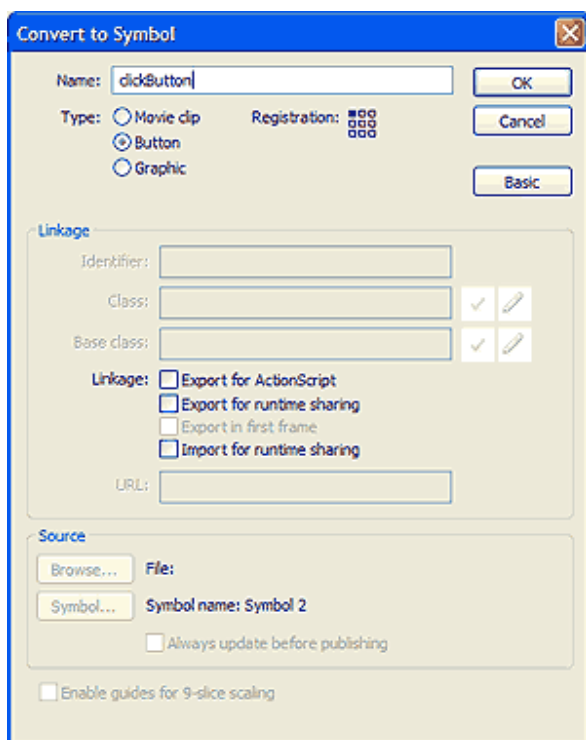 Convert to Symbol
Name: clickButton OK
Type: Movie clip Registration: Cancel
Button
Graphic
Basic
Linkage
Identifier:
Class:
Base class:
Linkage: Export for ActionScript
Export for runtime sharing
Export in first frame
Import for runtime sharing
URL:
Source
Browse... File:
Symbol... Symbol name: Symbol 2
Always update before publishing
Enable guides for 9-slice scaling